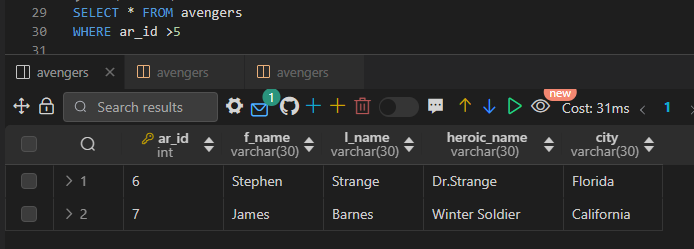 29 SELECT * FROM avengers
30 WHERE ar_id >5
31
avengers × avengers avengers
Search results 1 new Cost: 31ms < 1
ar_id f_name l_name heroic_name city
int varchar(30) varchar(30) varchar(30) varchar(30)
> 1 6 Stephen Strange Dr.Strange Florida
> 2 7 James Barnes Winter Soldier California